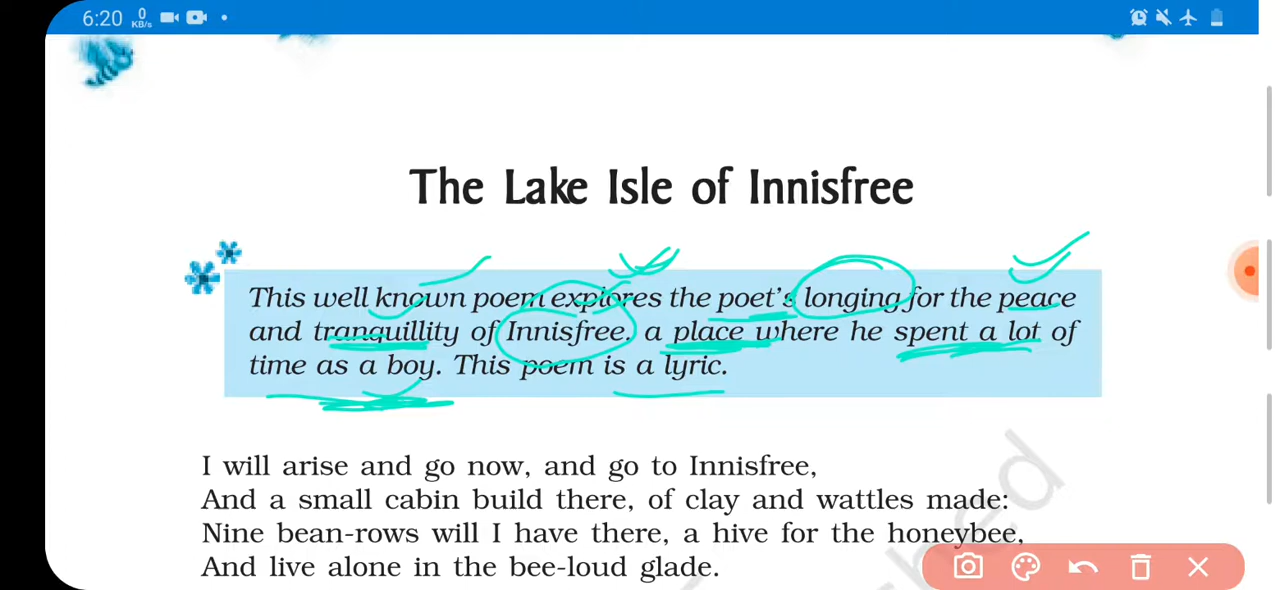 6:20 0 KB/s
The Lake Isle of Innisfree
This well known poem explores the poet's longing for the peace
and tranquillity of Innisfree, a place where he spent a lot of
time as a boy. This poem is a lyric.
I will arise and go now, and go to Innisfree,
And a small cabin build there, of clay and wattles made:
Nine bean-rows will I have there, a hive for the honeybee,
And live alone in the bee-loud glade.